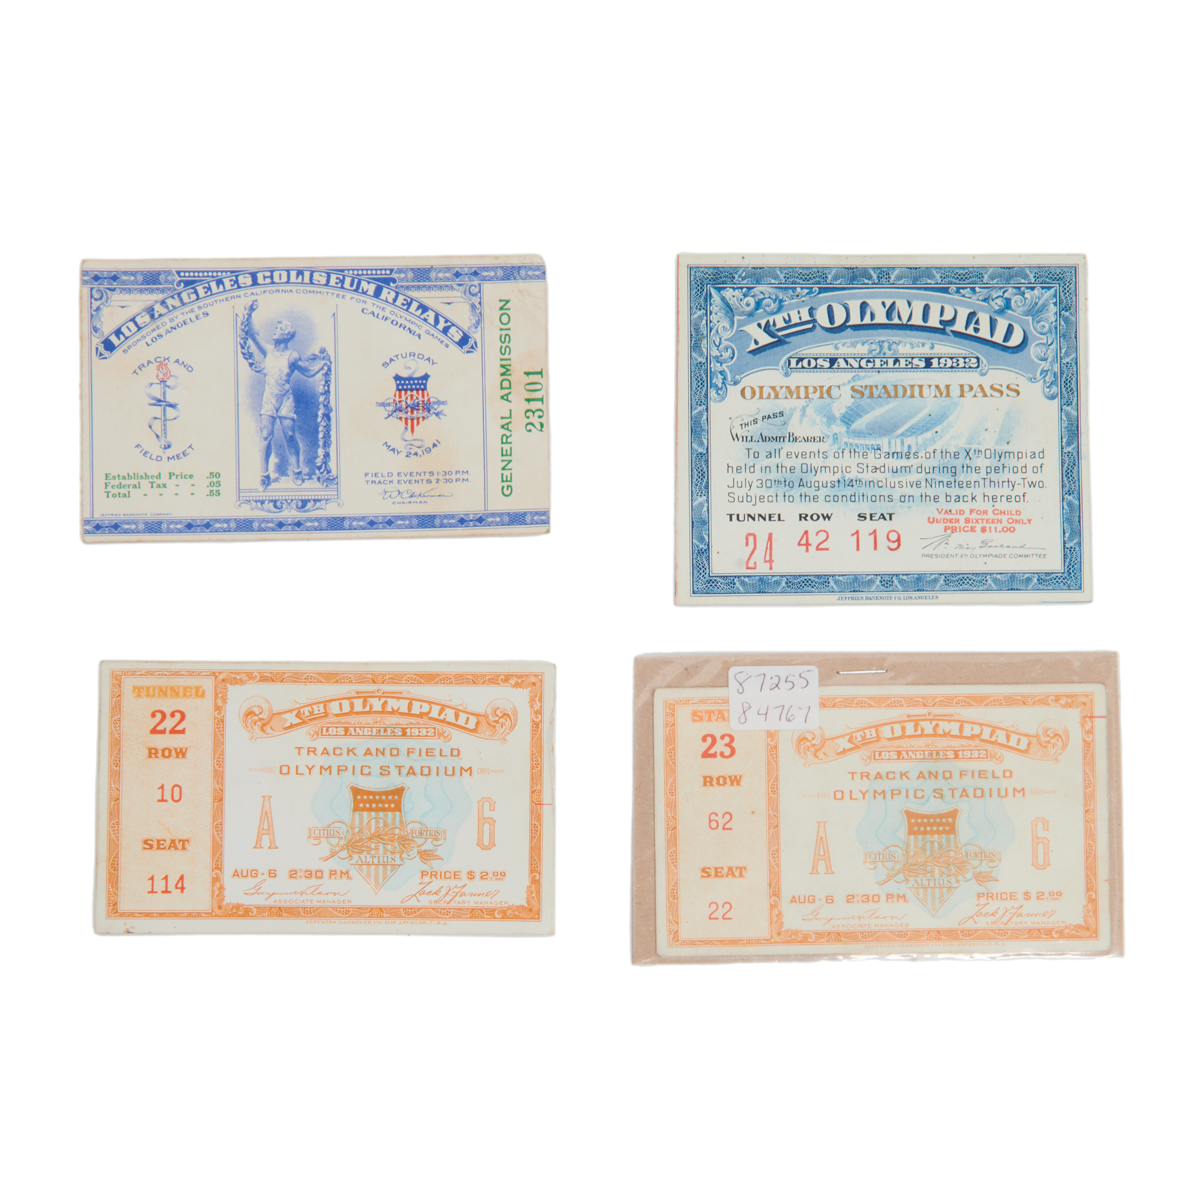 LOS ANGELES COLISEUM RELAYS
SPONSORED BY THE SOUTHERN CALIFORNIA COMMITTEE FOR THE OLYMPIC GAMES
LOS ANGELES
CALIFORNIA
TRACK AND
FIELD MEET
SATURDAY
MAY 24, 1941
Established Price .50
Federal Tax - - .05
Total - - - - .55
FIELD EVENTS 1:30 P.M.
TRACK EVENTS 2:30 P.M.
CHAIRMAN
JEFFRIES BANKNOTE COMPANY
GENERAL ADMISSION
23101
XTH OLYMPIAD
LOS ANGELES 1932
OLYMPIC STADIUM PASS
THIS PASS
WILL ADMIT BEARER
To all events of the Games of the Xth Olympiad
held in the Olympic Stadium during the period of
July 30th to August 14th inclusive Nineteen Thirty-Two.
Subject to the conditions on the back hereof.
TUNNEL ROW SEAT
24 42 119
VALID FOR CHILD
UNDER SIXTEEN ONLY
PRICE $11.00
JEFFRIES BANKNOTE CO. LOS ANGELES
TUNNEL
22
ROW
10
SEAT
114
XTH OLYMPIAD
LOS ANGELES 1932
TRACK AND FIELD
OLYMPIC STADIUM
A 6
CITIUS FORTIUS
ALTIUS
AUG-6 2:30 P.M. PRICE $2.00
ASSOCIATE MANAGER SECRETARY MANAGER
87255
84767
STA
23
ROW
62
SEAT
22
XTH OLYMPIAD
LOS ANGELES 1932
TRACK AND FIELD
OLYMPIC STADIUM
A 6
CITIUS FORTIUS
ALTIUS
AUG-6 2:30 P.M. PRICE $2.00
ASSOCIATE MANAGER SECRETARY MANAGER